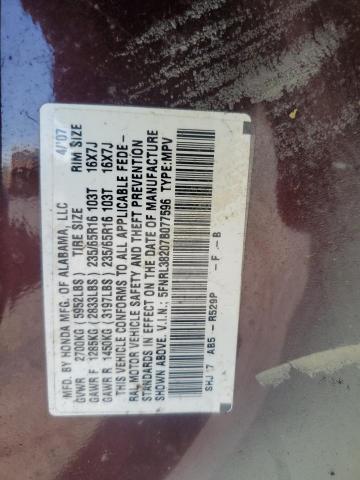 MFD. BY HONDA MFG. OF ALABAMA, LLC 4/'07
GVWR 2700KG (5952LBS) TIRE SIZE RIM SIZE
GAWR F 1285KG (2833LBS) 235/65R16 103T 16X7J
GAWR R 1450KG (3197LBS) 235/65R16 103T 16X7J
THIS VEHICLE CONFORMS TO ALL APPLICABLE FEDE-
RAL MOTOR VEHICLE SAFETY AND THEFT PREVENTION
STANDARDS IN EFFECT ON THE DATE OF MANUFACTURE
SHOWN ABOVE. V.I.N.: 5FNRL38207B077596 TYPE:MPV
SHJ 7 AB5 - R529P - F - B